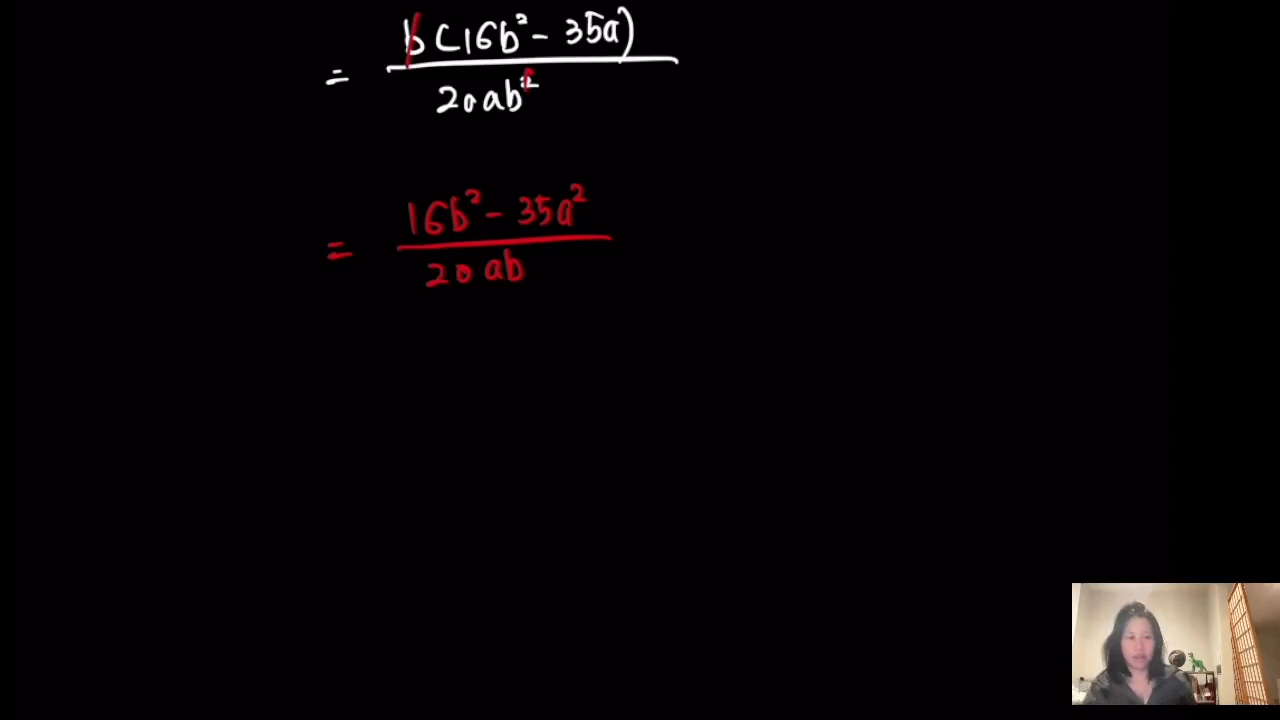 = b(16b² - 35a) / 20ab²
= 16b² - 35a² / 20ab